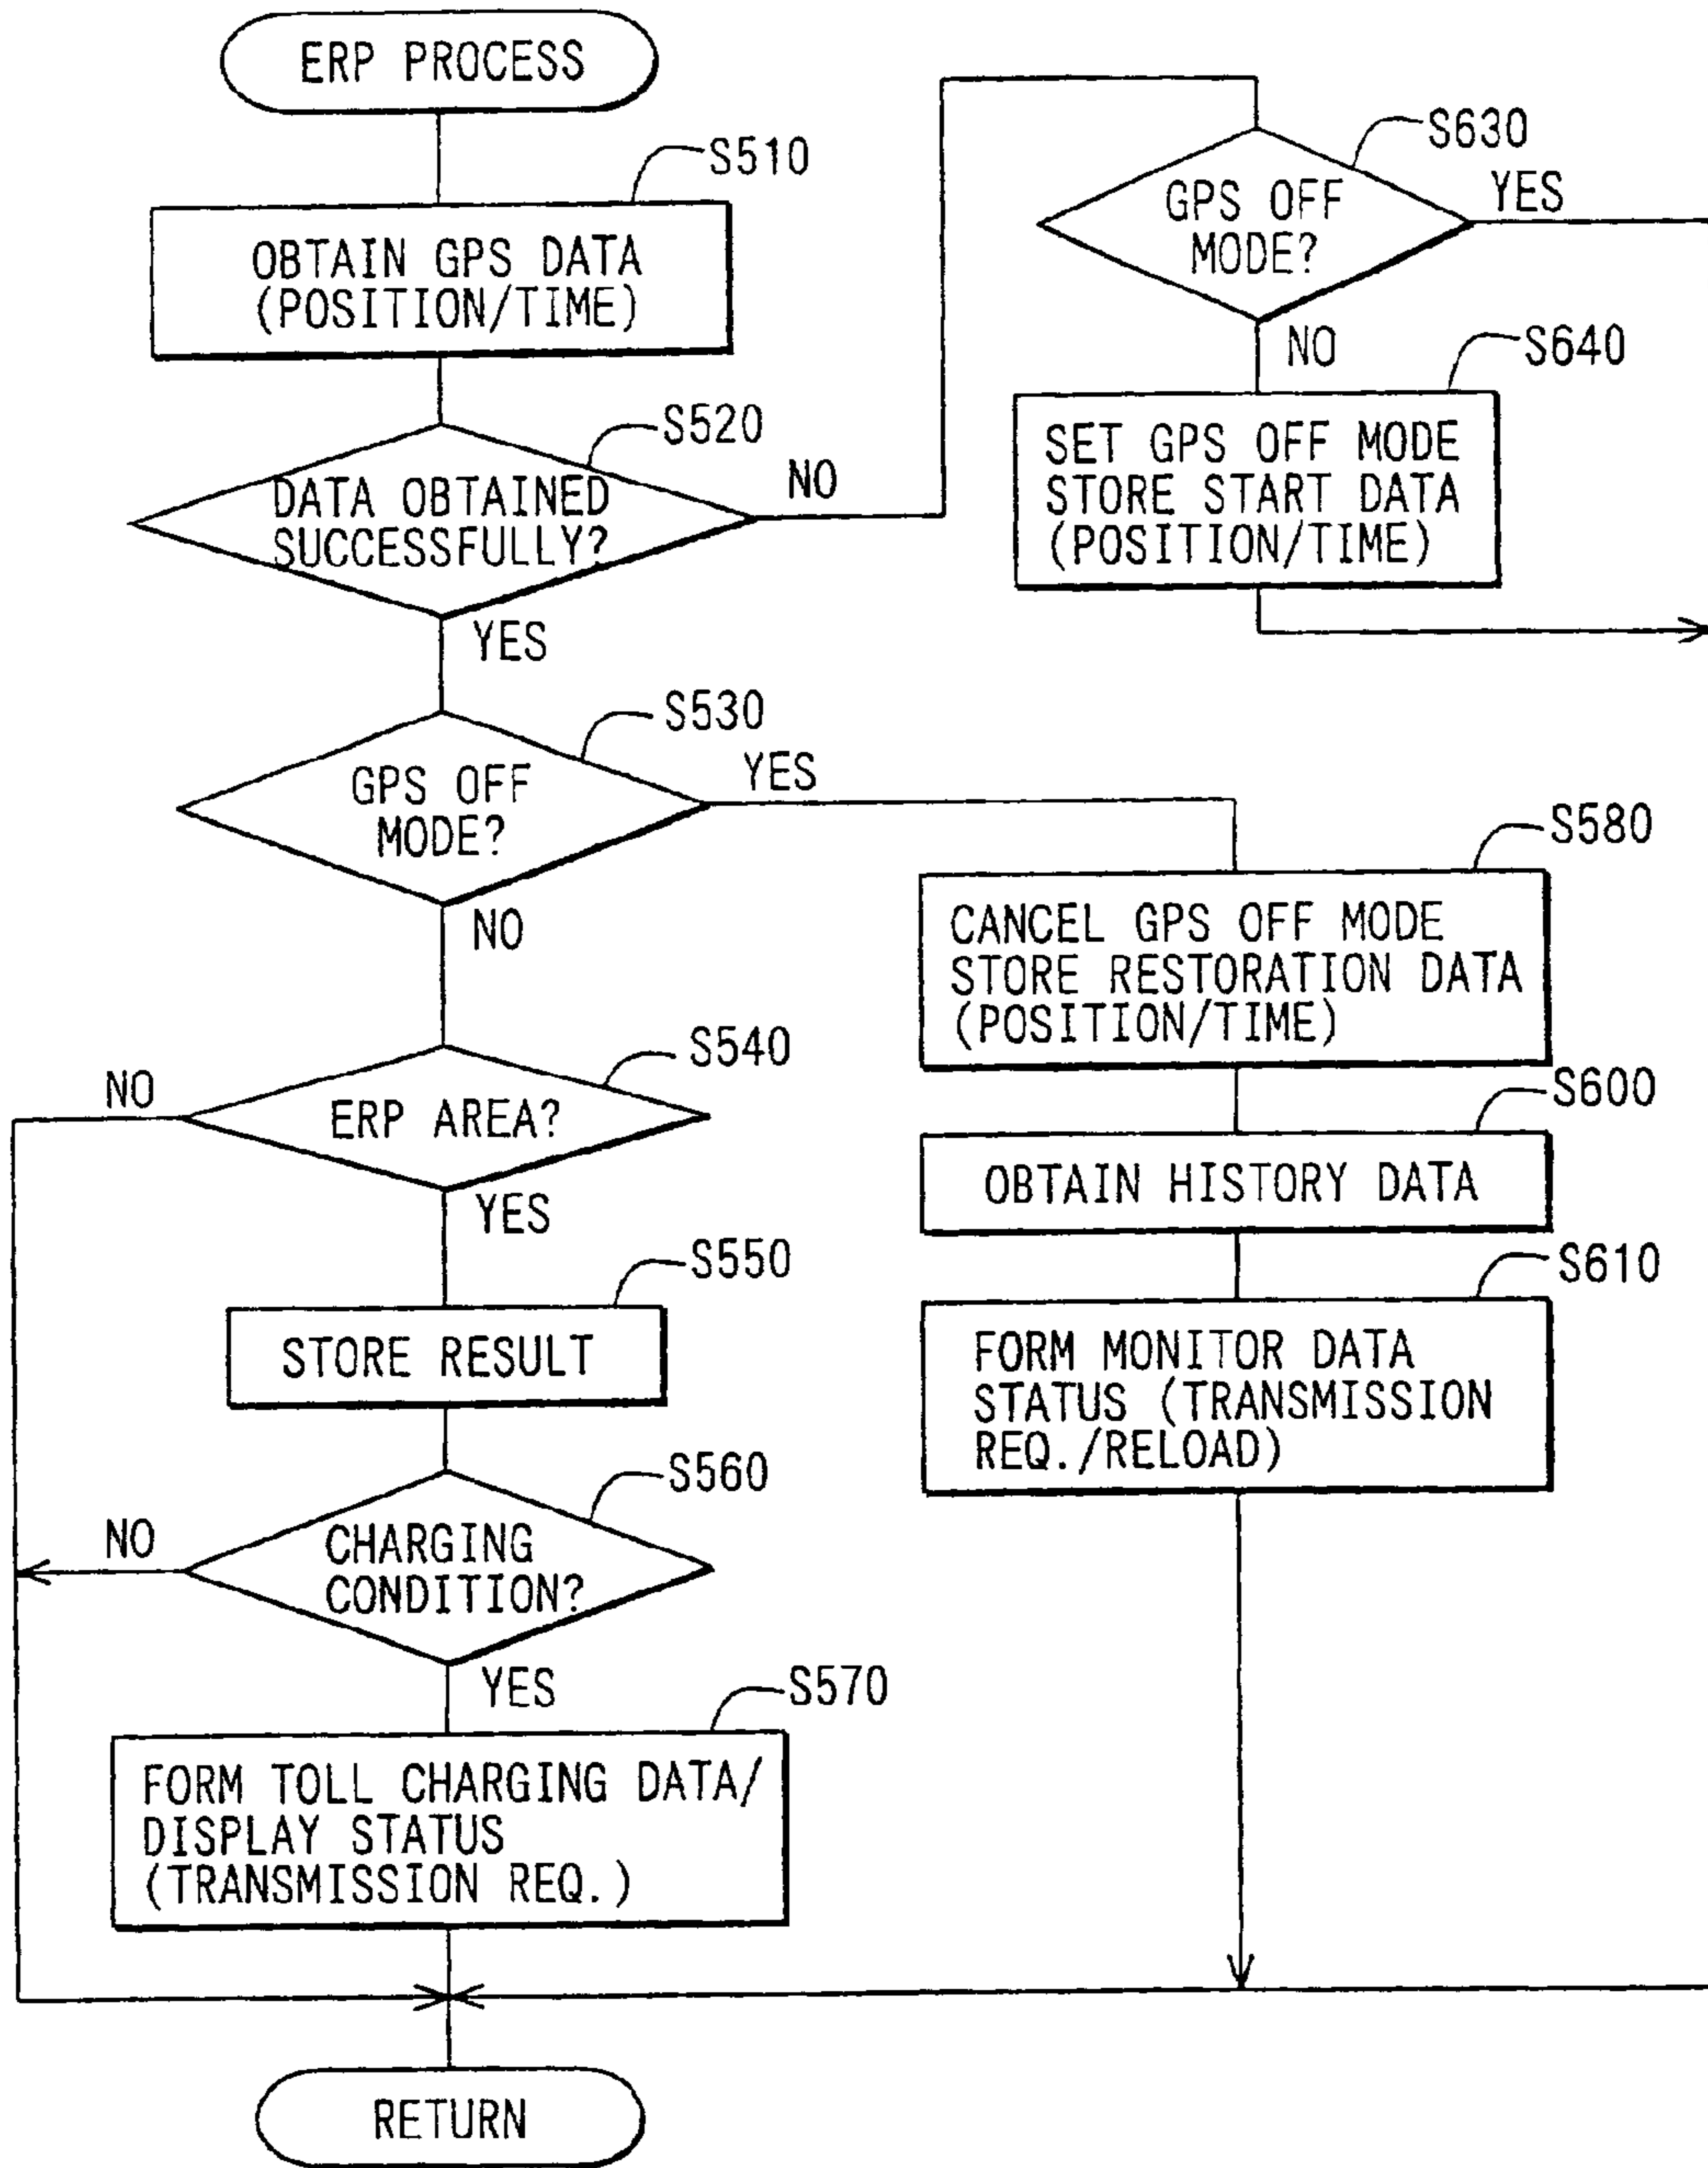 ERP PROCESS
S510
OBTAIN GPS DATA
(POSITION/TIME)
S520
DATA OBTAINED
SUCCESSFULLY?
NO
YES
S630
GPS OFF
MODE?
YES
NO
S640
SET GPS OFF MODE
STORE START DATA
(POSITION/TIME)
S530
GPS OFF
MODE?
YES
NO
S580
CANCEL GPS OFF MODE
STORE RESTORATION DATA
(POSITION/TIME)
S600
OBTAIN HISTORY DATA
S610
FORM MONITOR DATA
STATUS (TRANSMISSION
REQ./RELOAD)
S540
NO
ERP AREA?
YES
S550
STORE RESULT
S560
NO
CHARGING
CONDITION?
YES
S570
FORM TOLL CHARGING DATA/
DISPLAY STATUS
(TRANSMISSION REQ.)
RETURN